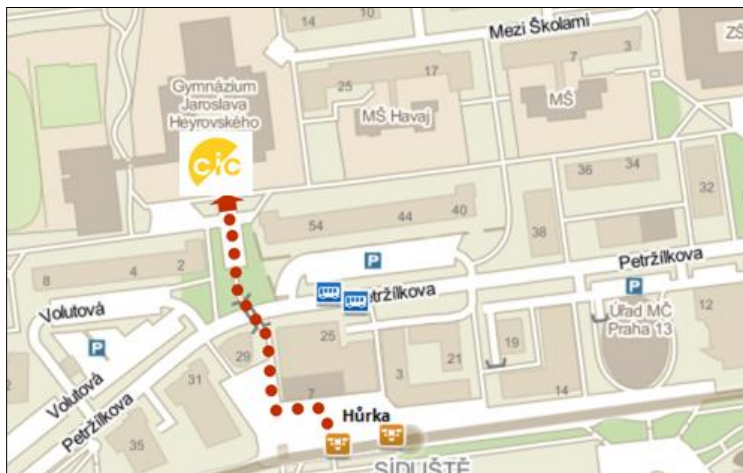 14
10
Mezi Školami
ZŠ
7
3
25
17
Gymnázium
Jaroslava
Heyrovského
MŠ Havaj
MŠ
cic
36
34
32
54
44
40
38
P
Petržílkova
8
4
2
Volutová
etržílkova
P
Úřad MČ
Praha 13
12
P
29
25
19
21
Volutová
31
7
3
14
Petržílkova
Hůrka
35
SÍDLIŠTĚ